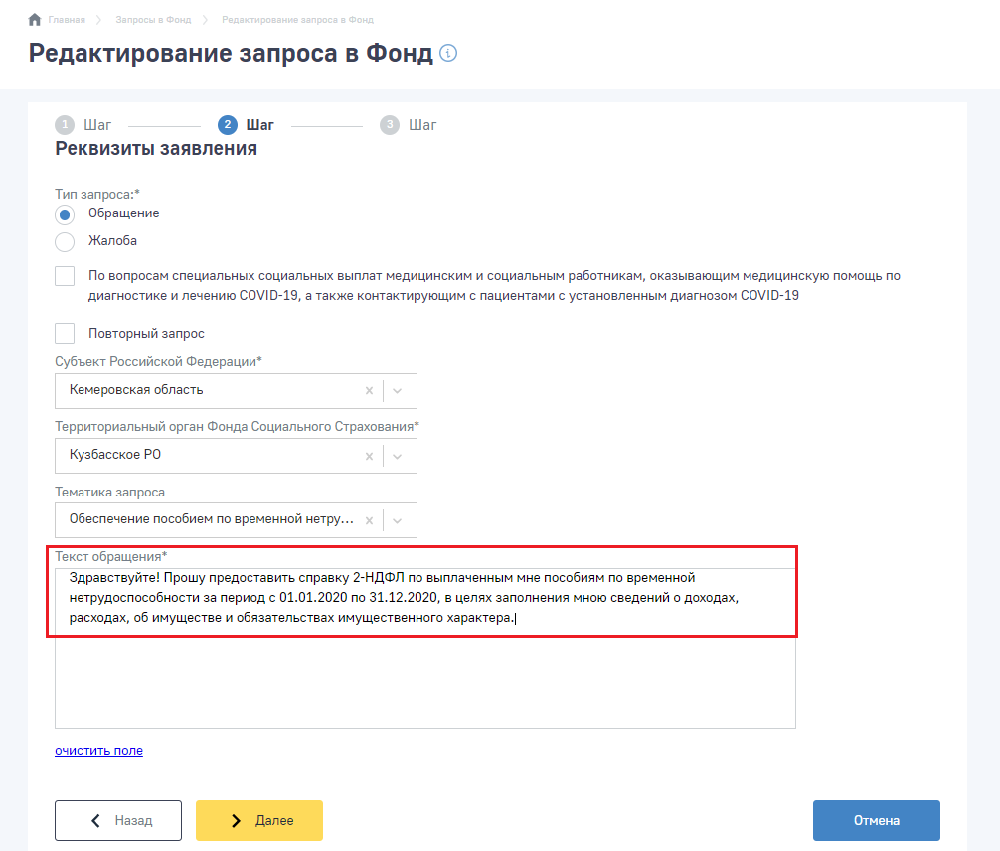 Главная Запросы в Фонд Редактирование запроса в Фонд
Редактирование запроса в Фонд i
1 Шаг 2 Шаг 3 Шаг
Реквизиты заявления
Тип запроса:*
Обращение
Жалоба
По вопросам специальных социальных выплат медицинским и социальным работникам, оказывающим медицинскую помощь по
диагностике и лечению COVID-19, а также контактирующим с пациентами с установленным диагнозом COVID-19
Повторный запрос
Субъект Российской Федерации*
Кемеровская область
Территориальный орган Фонда Социального Страхования*
Кузбасское РО
Тематика запроса
Обеспечение пособием по временной нетру...
Текст обращения*
Здравствуйте! Прошу предоставить справку 2-НДФЛ по выплаченным мне пособиям по временной
нетрудоспособности за период с 01.01.2020 по 31.12.2020, в целях заполнения мною сведений о доходах,
расходах, об имуществе и обязательствах имущественного характера.
очистить поле
Назад Далее Отмена